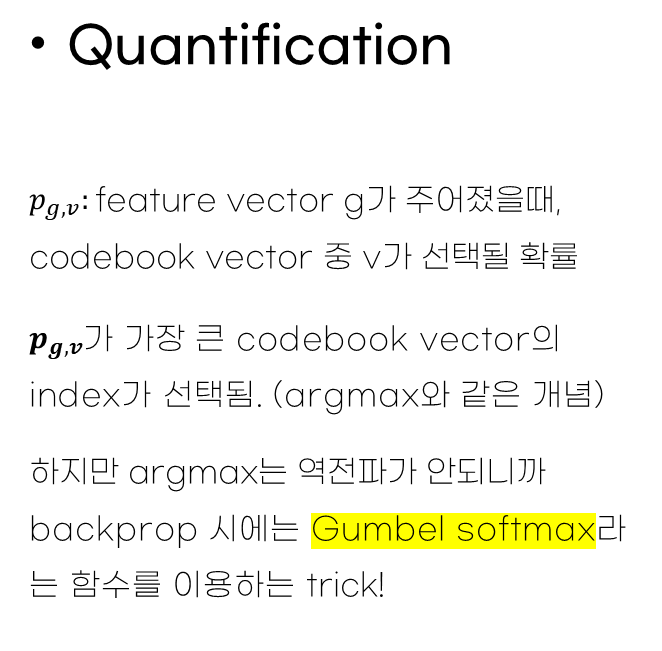 • Quantification
p_{g,v}: feature vector g가 주어졌을때,
codebook vector 중 v가 선택될 확률
p_{g,v}가 가장 큰 codebook vector의
index가 선택됨. (argmax와 같은 개념)
하지만 argmax는 역전파가 안되니까
backprop 시에는 Gumbel softmax라
는 함수를 이용하는 trick!